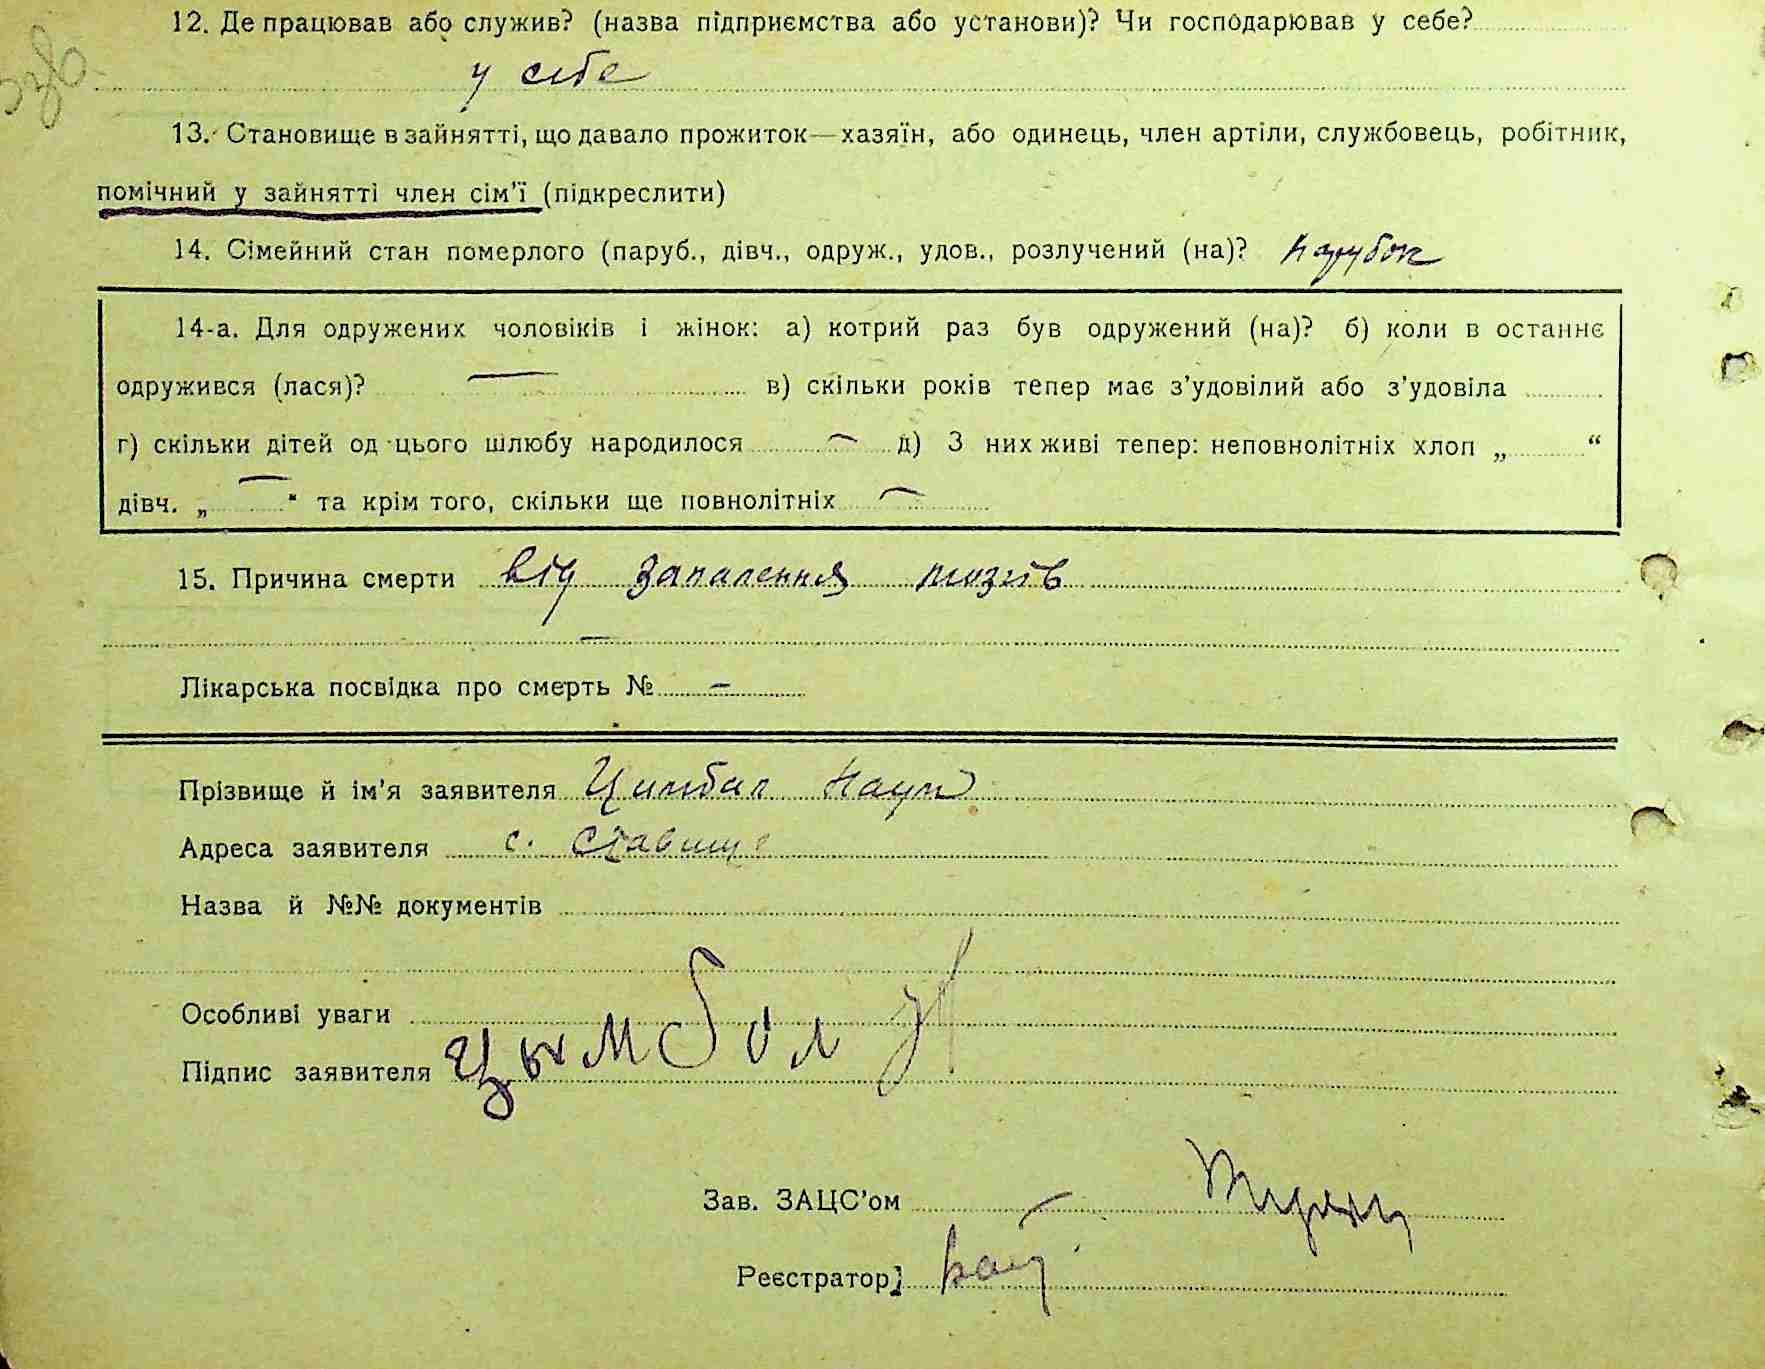 12. Де працював або служив? (назва підприємства або установи)? Чи господарював у себе?
у себе
13. Становище в зайнятті, що давало прожиток—хазяїн, або одинець, член артіли, службовець, робітник,
помічний у зайнятті член сім'ї (підкреслити)
14. Сімейний стан померлого (паруб., дівч., одруж., удов., розлучений (на)? парубок
14-а. Для одружених чоловіків і жінок: а) котрий раз був одружений (на)? б) коли в останнє
одружився (лася)? — в) скільки років тепер має з'удовілий або з'удовіла
г) скільки дітей од цього шлюбу народилося — д) З них живі тепер: неповнолітніх хлоп „ “
дівч. „ — “ та крім того, скільки ще повнолітніх —
15. Причина смерти від запалення мозгів
—
Лікарська посвідка про смерть № —
Прізвище й ім'я заявителя Цимбал Наум
Адреса заявителя с. Ставище
Назва й №№ документів
Особливі уваги
Підпис заявителя Цымбал
Зав. ЗАЦС'ом
Реєстратор